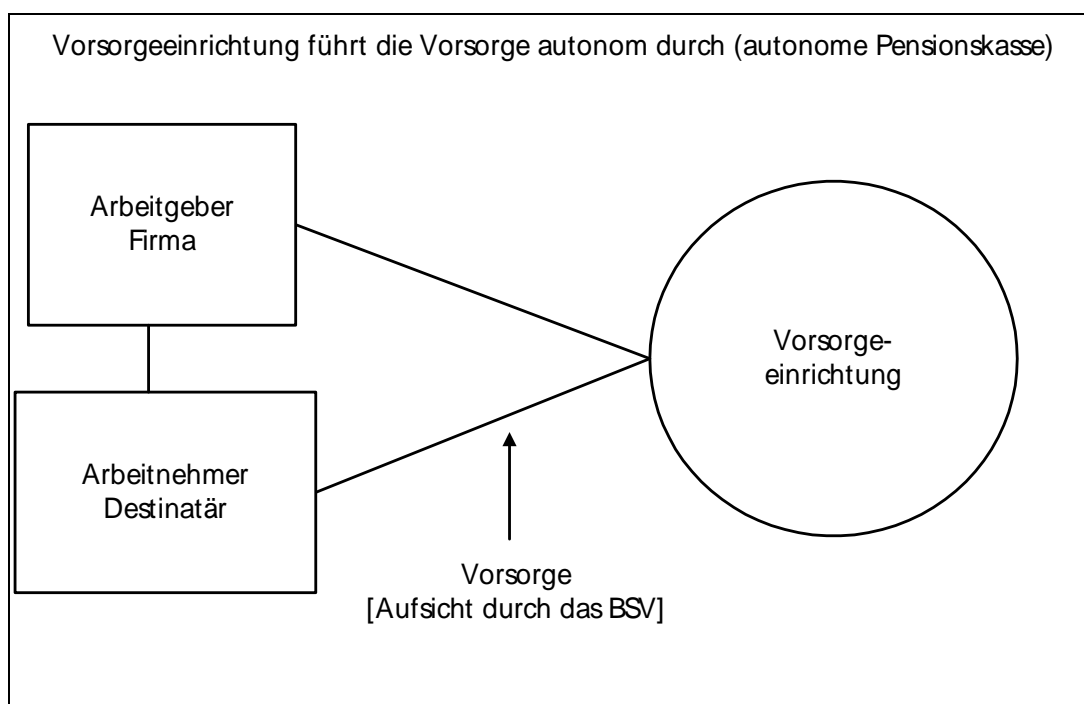 Vorsorgeeinrichtung führt die Vorsorge autonom durch (autonome Pensionskasse)
Arbeitgeber
Firma
Vorsorge-
einrichtung
Arbeitnehmer
Destinatär
Vorsorge
[Aufsicht durch das BSV]